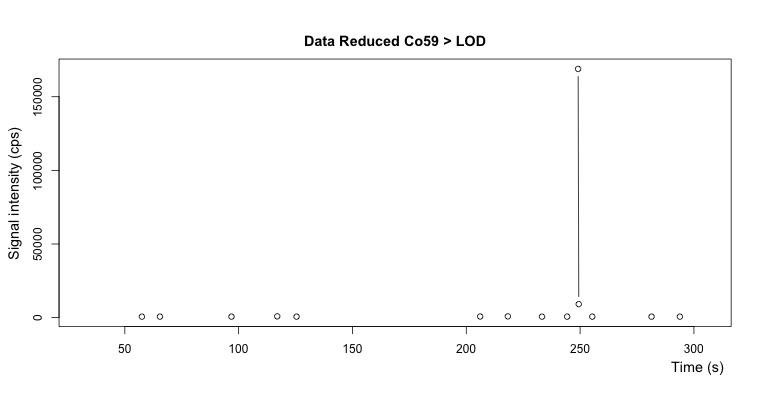 Data Reduced Co59 > LOD
Signal intensity (cps)
150000
100000
50000
0
50 100 150 200 250 300
Time (s)